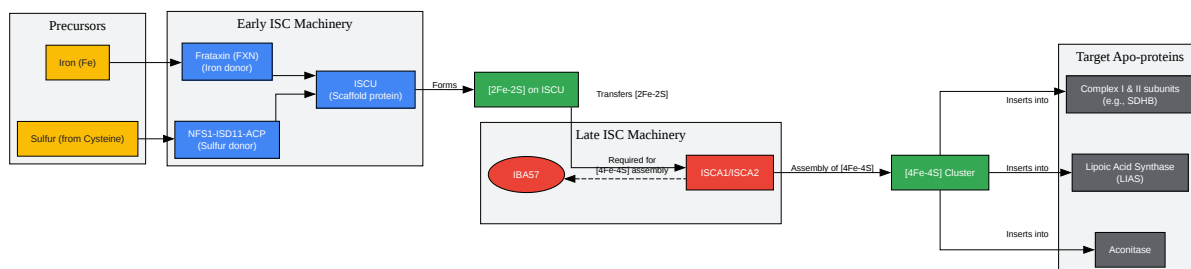 Precursors
Iron (Fe)
Sulfur (from Cysteine)
Early ISC Machinery
Frataxin (FXN)
(Iron donor)
NFS1-ISD11-ACP
(Sulfur donor)
ISCU
(Scaffold protein)
Forms
[2Fe-2S] on ISCU
Transfers [2Fe-2S]
Late ISC Machinery
IBA57
Required for
[4Fe-4S] assembly
ISCA1/ISCA2
Assembly of [4Fe-4S]
[4Fe-4S] Cluster
Inserts into
Inserts into
Inserts into
Target Apo-proteins
Complex I & II subunits
(e.g., SDHB)
Lipoic Acid Synthase
(LIAS)
Aconitase